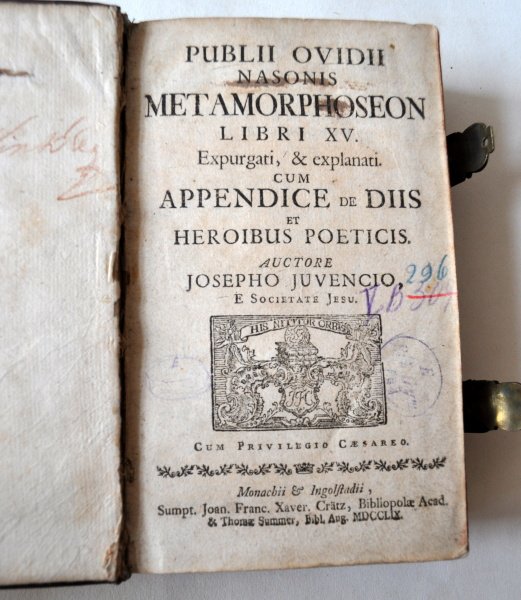 PUBLII OVIDII
NASONIS
METAMORPHOSEON
LIBRI XV.
Expurgati, & explanati.
CUM
APPENDICE DE DIIS
ET
HEROIBUS POETICIS.
AUCTORE
JOSEPHO JUVENCIO,
E SOCIETATE JESU.
296
HIS NITITUR ORBIS
CUM PRIVILEGIO CÆSAREO.
Monachii & Ingolstadii,
Sumpt. Joan. Franc. Xaver. Crätz, Bibliopolæ Acad.
& Thomæ Summer, Bibl. Aug. MDCCLIX.